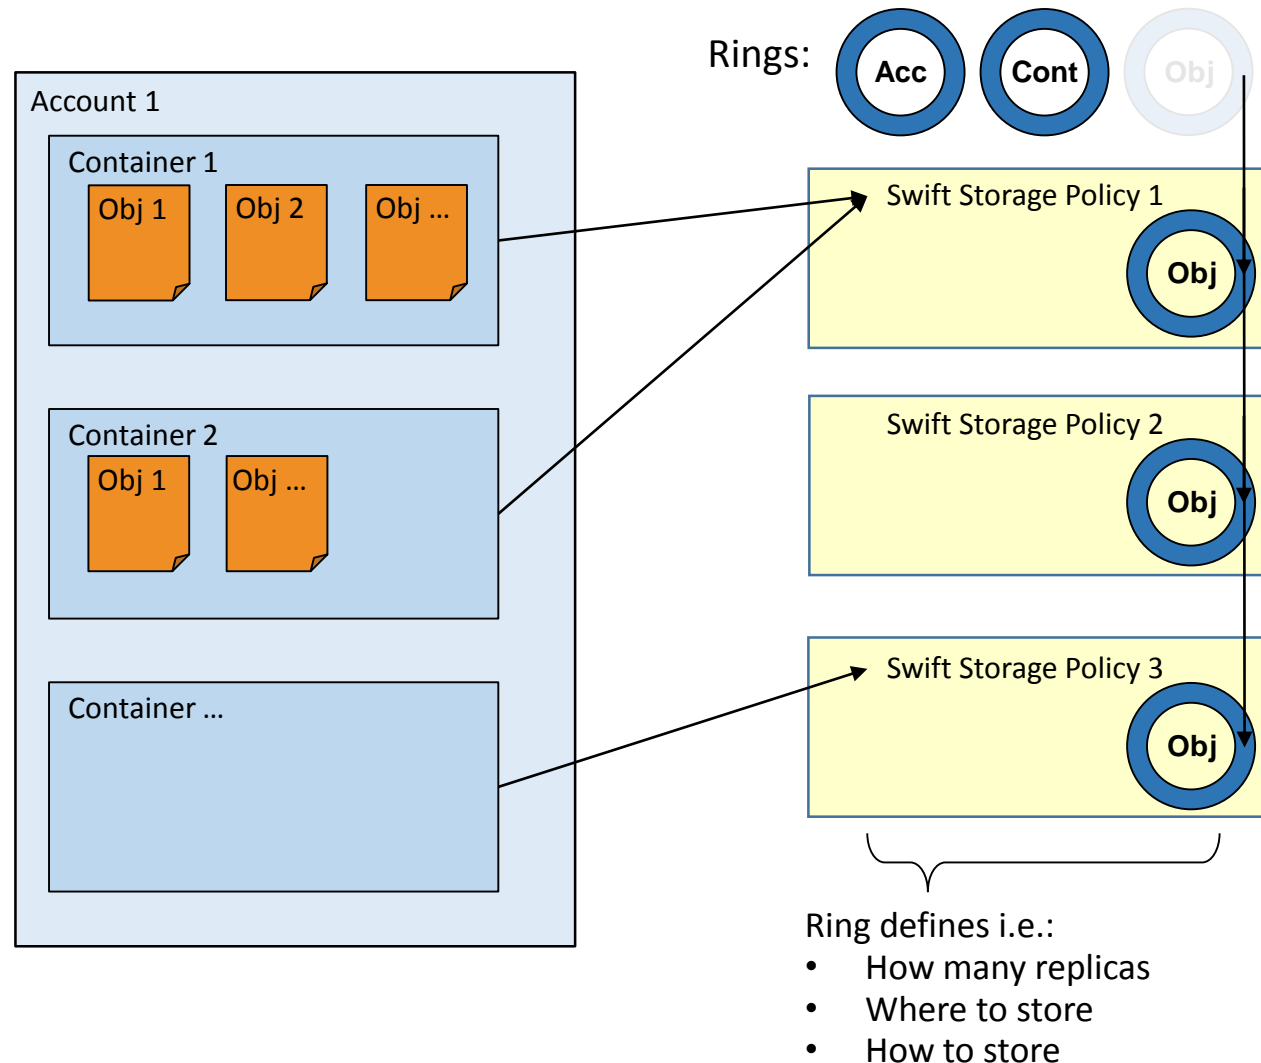 Rings:
Acc
Cont
Obj
Account 1
Container 1
Obj 1
Obj 2
Obj ...
Container 2
Obj 1
Obj ...
Container ...
Swift Storage Policy 1
Obj
Swift Storage Policy 2
Obj
Swift Storage Policy 3
Obj
Ring defines i.e.:
• How many replicas
• Where to store
• How to store